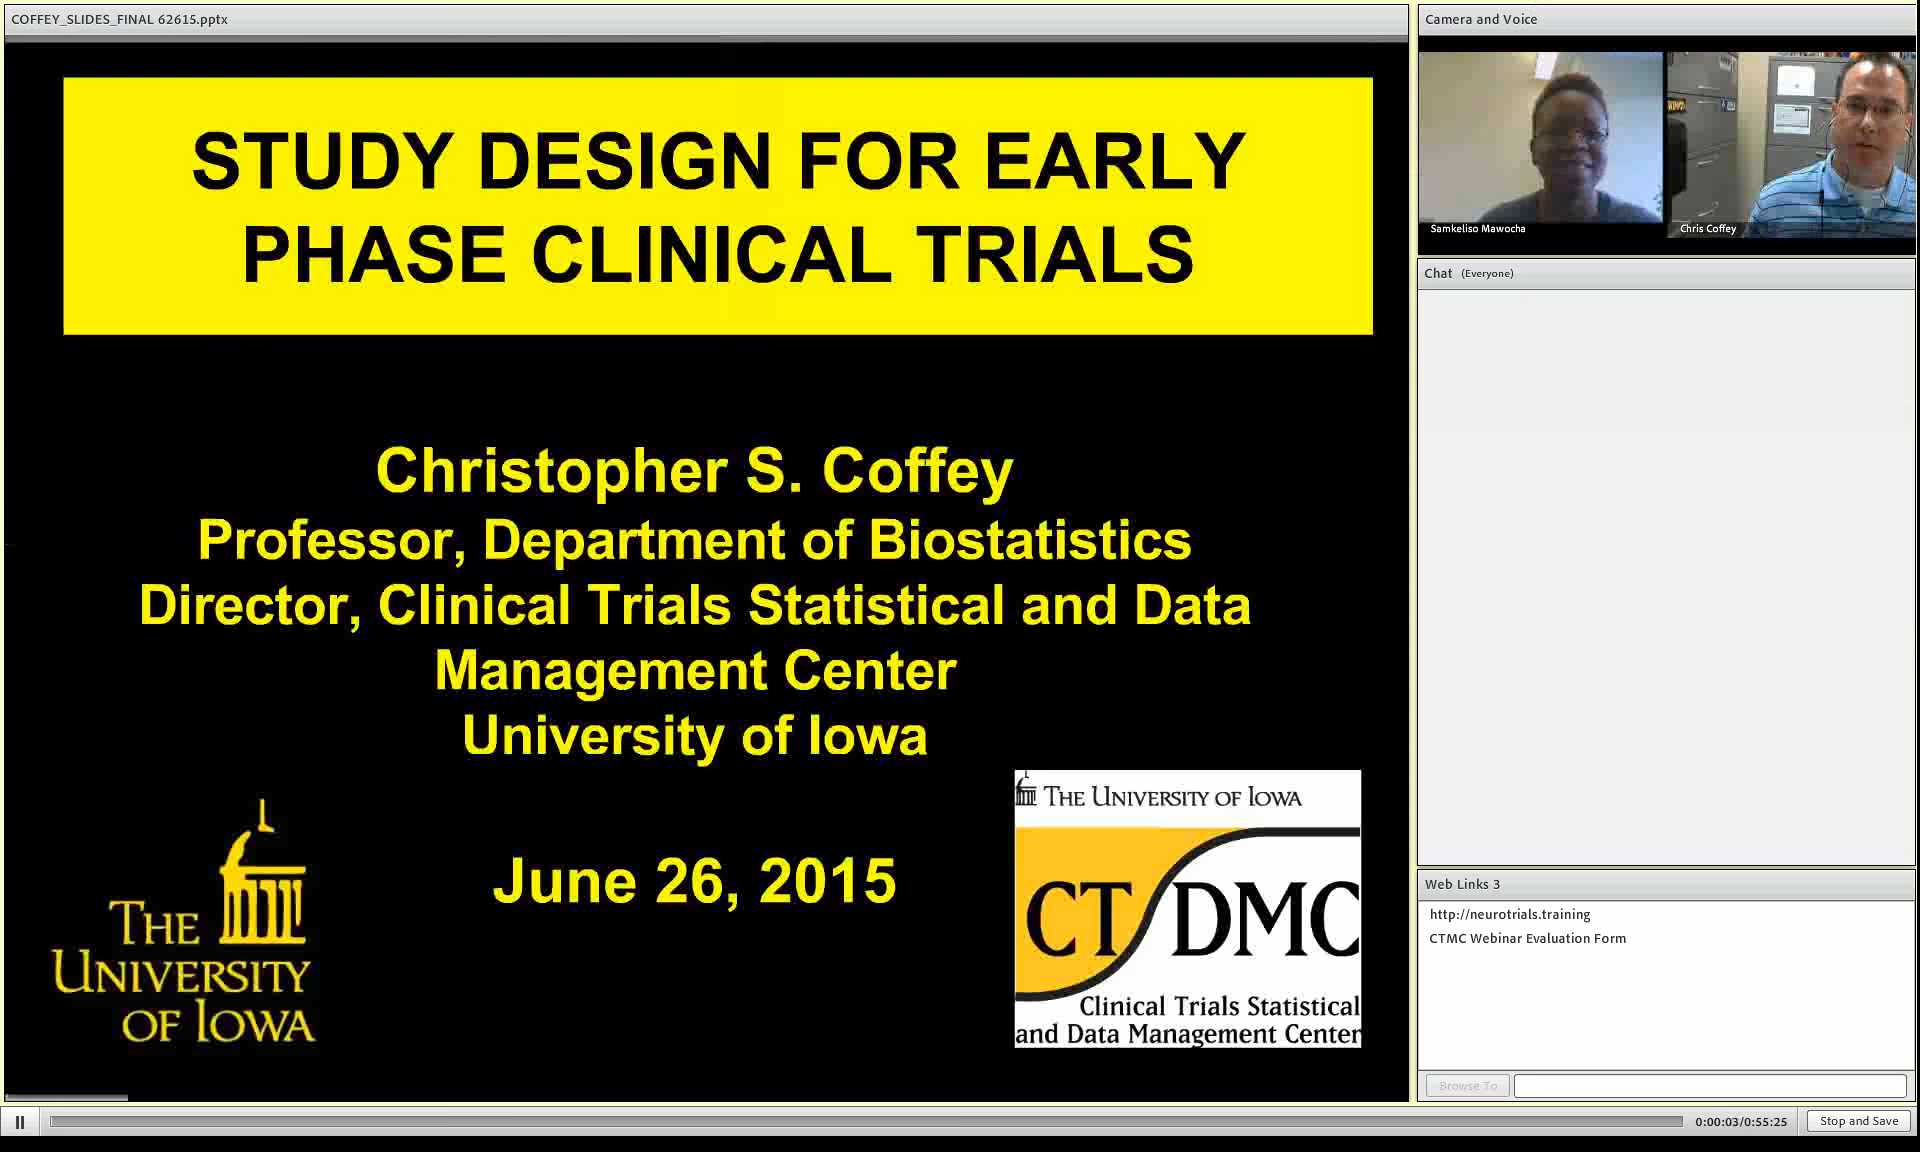 COFFEY_SLIDES_FINAL 62615.pptx
STUDY DESIGN FOR EARLY
PHASE CLINICAL TRIALS
Christopher S. Coffey
Professor, Department of Biostatistics
Director, Clinical Trials Statistical and Data
Management Center
University of Iowa
June 26, 2015
THE
UNIVERSITY
OF IOWA
THE UNIVERSITY OF IOWA
CT DMC
Clinical Trials Statistical
and Data Management Center
Camera and Voice
Samkeliso Mawocha
Chris Coffey
Chat (Everyone)
Web Links 3
http://neurotrials.training
CTMC Webinar Evaluation Form
Browse To
0:00:03/0:55:25
Stop and Save